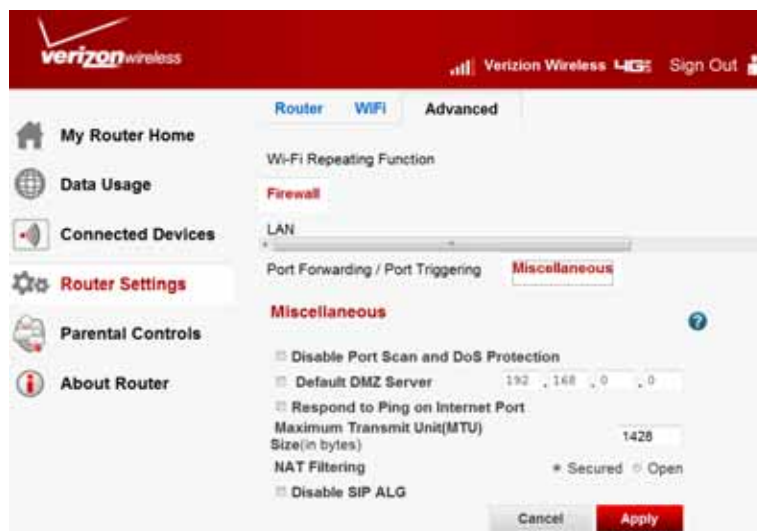 verizonwireless
Verizion Wireless 4GLTE Sign Out
Router WiFi Advanced
My Router Home
Data Usage
Connected Devices
Router Settings
Parental Controls
About Router
Wi-Fi Repeating Function
Firewall
LAN
Port Forwarding / Port Triggering Miscellaneous
Miscellaneous
?
Disable Port Scan and DoS Protection
Default DMZ Server 192 . 168 . 0 . 0
Respond to Ping on Internet Port
Maximum Transmit Unit(MTU)
Size(in bytes) 1428
NAT Filtering Secured Open
Disable SIP ALG
Cancel Apply